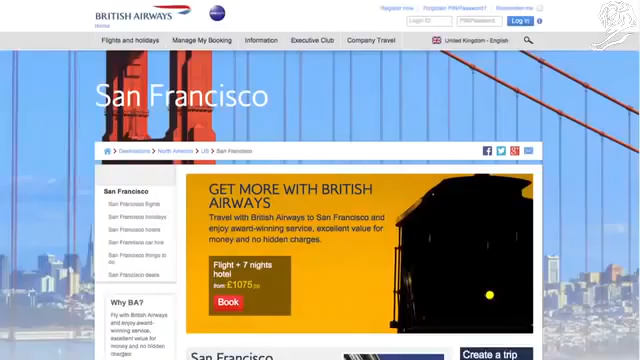 Register now
Forgotten PIN/Password?
Remember me
BRITISH AIRWAYS
Login ID
PIN/Password
Log in
Flights and holidays
Manage My Booking
Information
Executive Club
Company Travel
United Kingdom - English
San Francisco
Destinations > North America > US > San Francisco
San Francisco
San Francisco flights
San Francisco holidays
San Francisco hotels
San Francisco car hire
San Francisco things to do
San Francisco deals
GET MORE WITH BRITISH
AIRWAYS
Travel with British Airways to San Francisco and
enjoy award-winning service, excellent value for
money and no hidden charges.
Flight + 7 nights
hotel
from £1075
Book
Why BA?
Fly with British Airways
and enjoy award-
winning service,
excellent value for
money and no hidden
charges
San Francisco
Create a trip